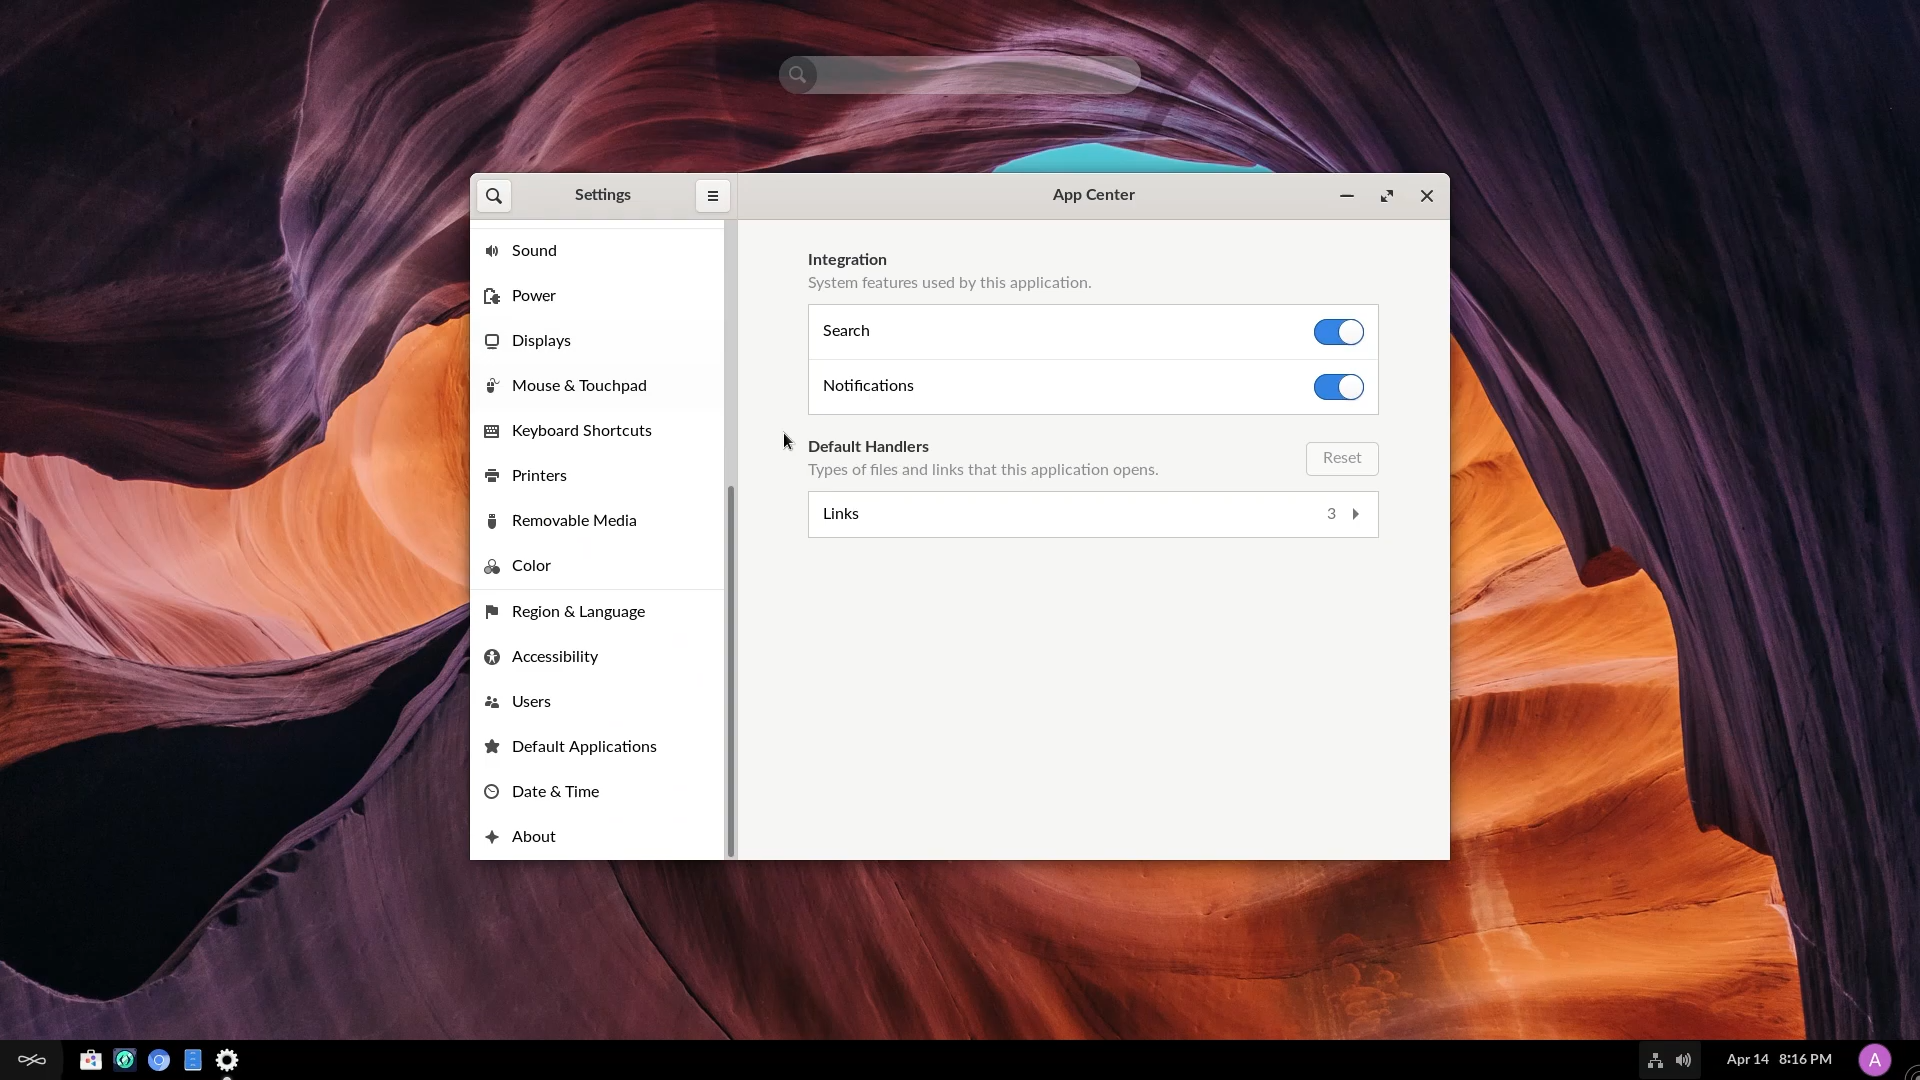 Settings
App Center
Sound
Power
Displays
Mouse & Touchpad
Keyboard Shortcuts
Printers
Removable Media
Color
Region & Language
Accessibility
Users
Default Applications
Date & Time
About
Integration
System features used by this application.
Search
Notifications
Default Handlers
Types of files and links that this application opens.
Reset
Links 3
Apr 14 8:16 PM
A